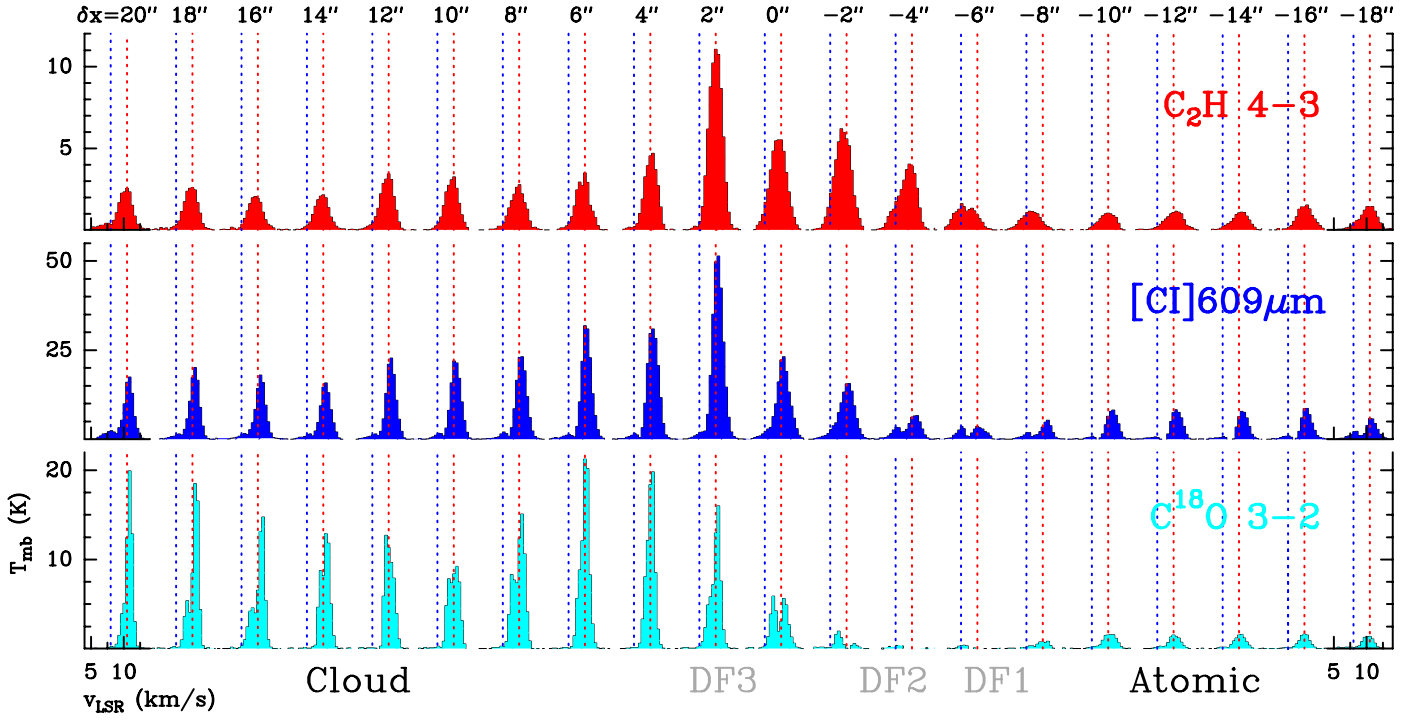 δx=20″ 18″ 16″ 14″ 12″ 10″ 8″ 6″ 4″ 2″ 0″ −2″ −4″ −6″ −8″ −10″ −12″ −14″ −16″ −18″
10
C₂H 4−3
5
50
[CI]609μm
25
20
C¹⁸O 3−2
T_mb (K)
10
5 10 5 10
Cloud DF3 DF2 DF1 Atomic
v_LSR (km/s)